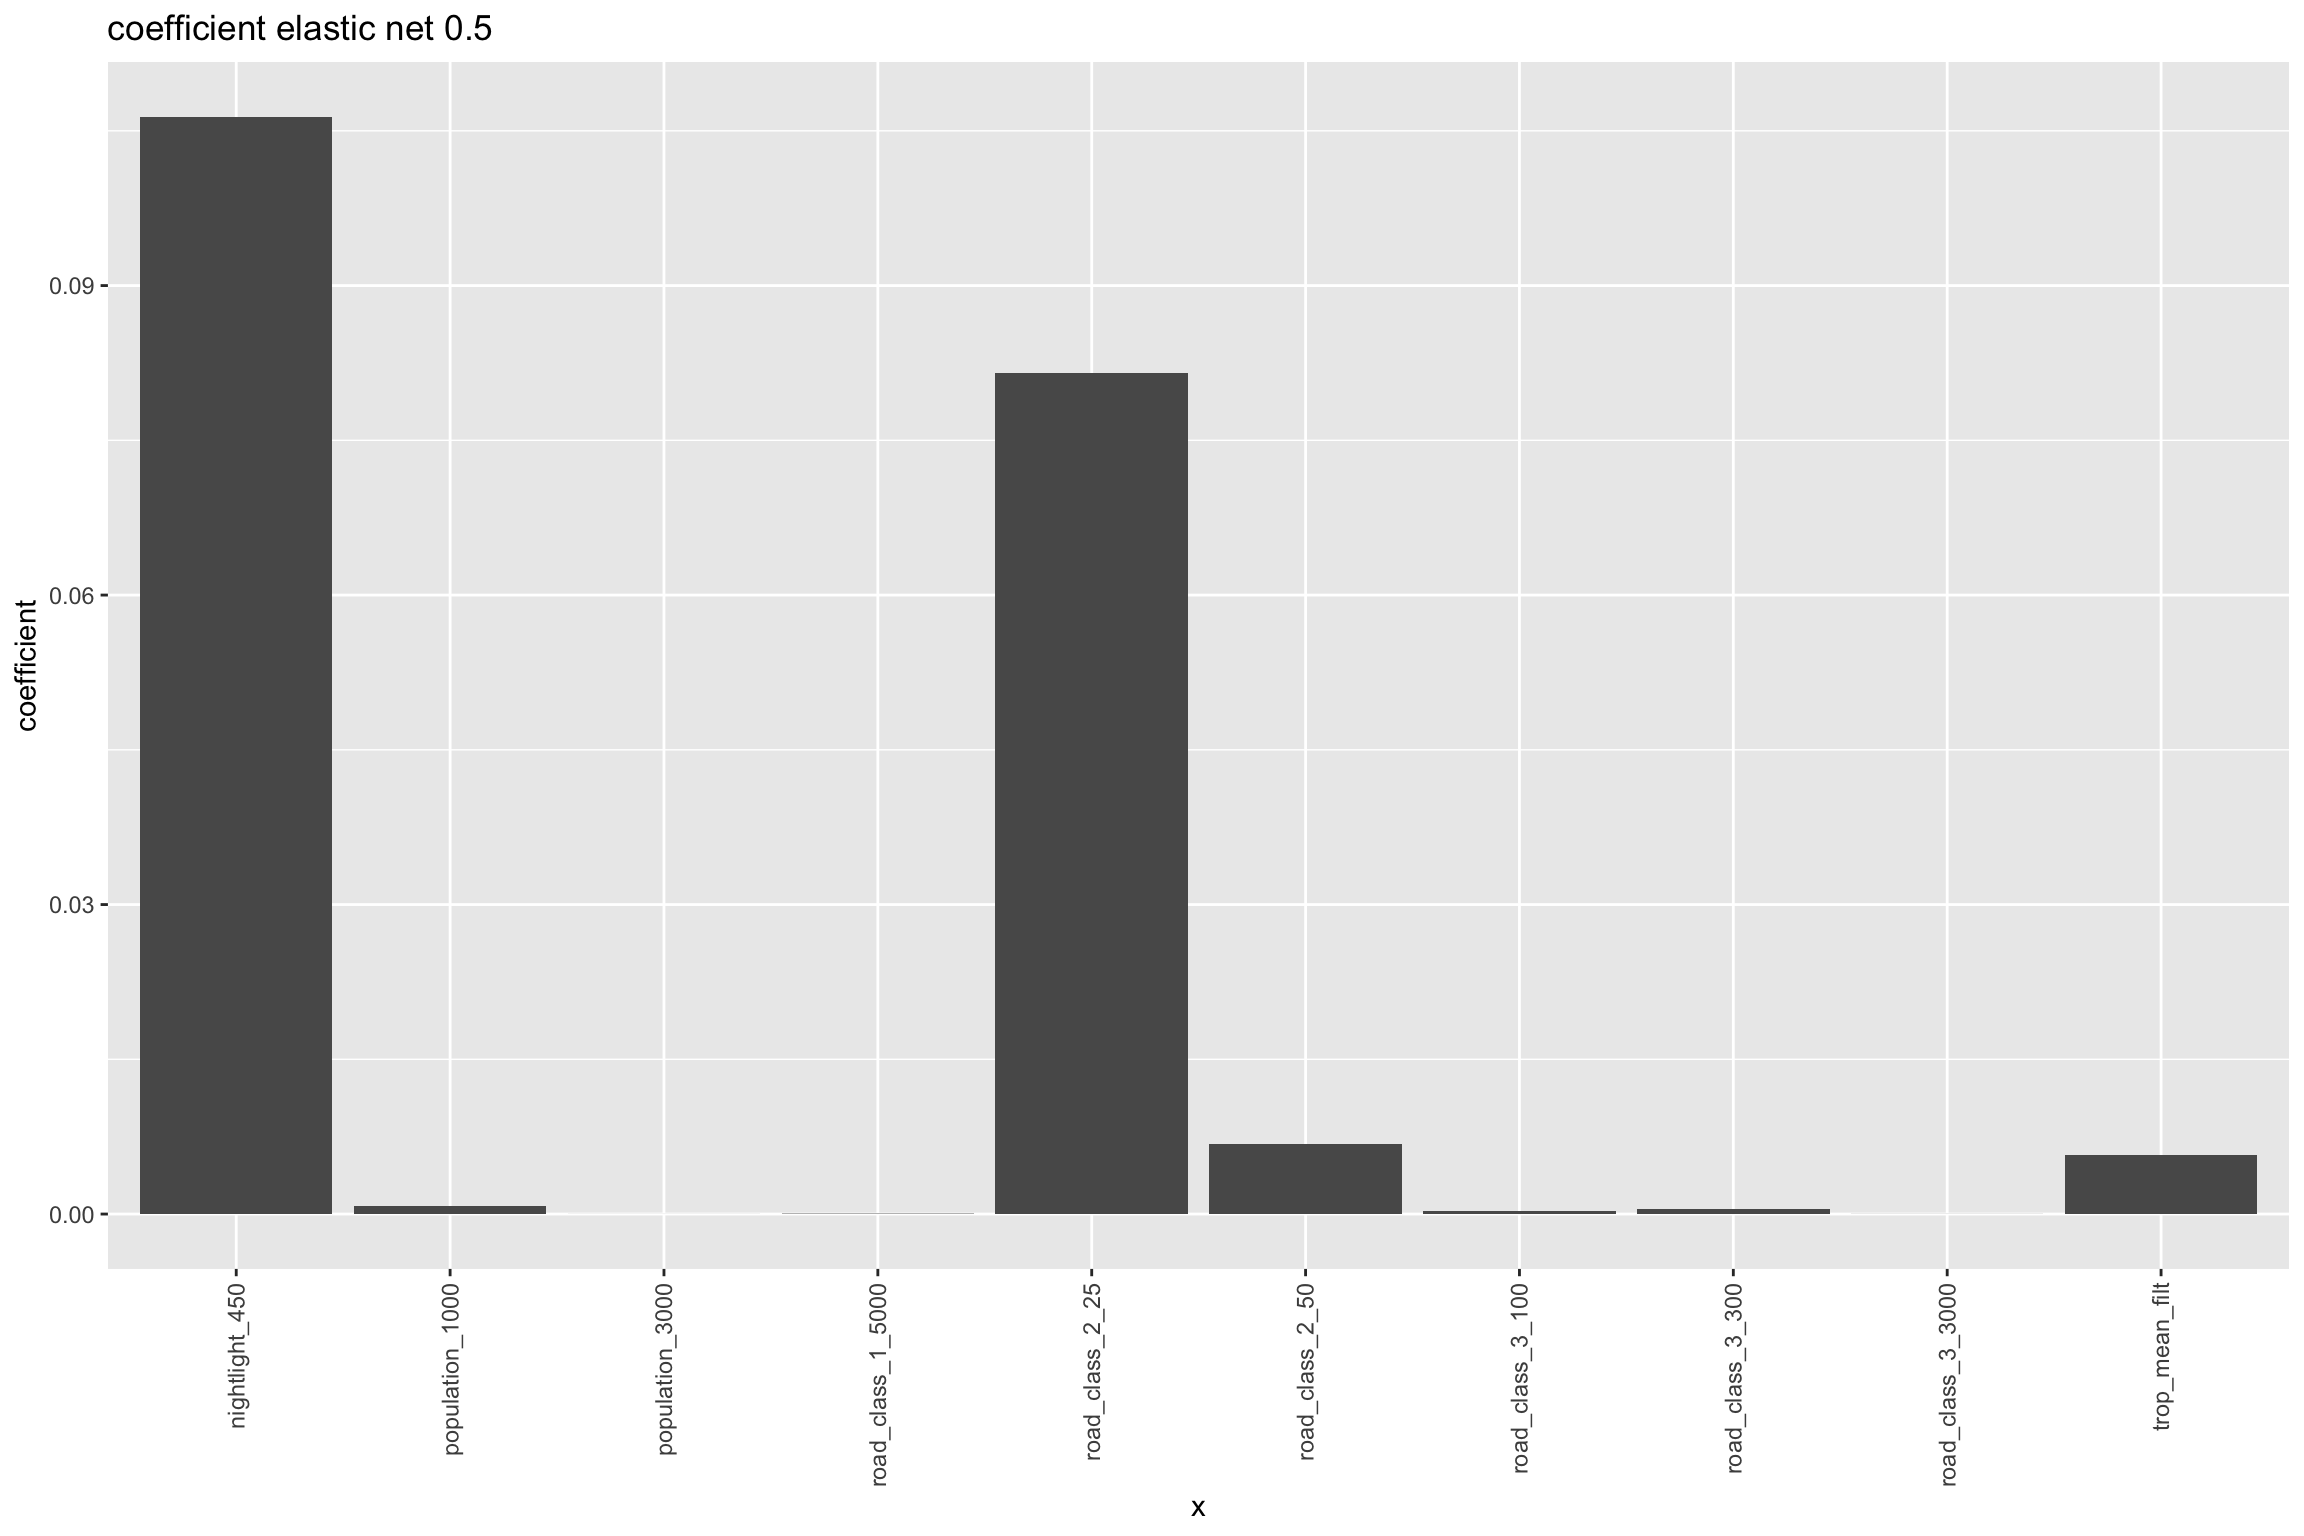 coefficient elastic net 0.5
coefficient
0.09
0.06
0.03
0.00
nightlight_450
population_1000
population_3000
road_class_1_5000
road_class_2_25
road_class_2_50
road_class_3_100
road_class_3_300
road_class_3_3000
trop_mean_filt
x